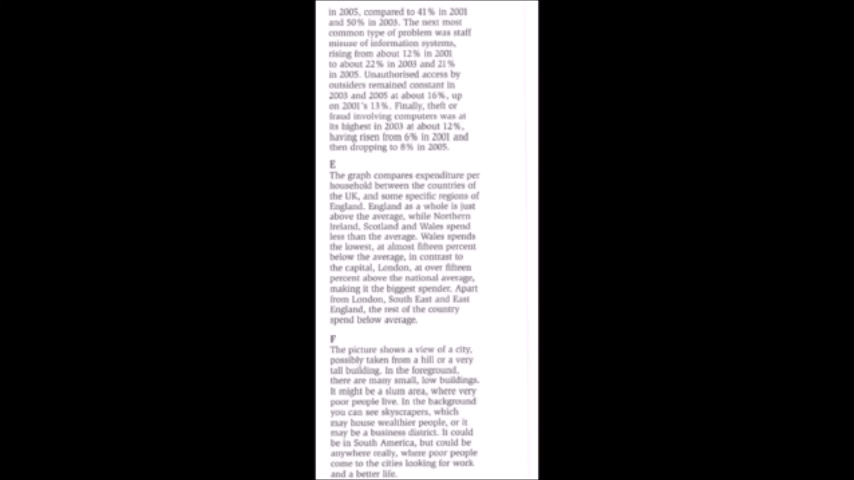 in 2005, compared to 41% in 2001
and 50% in 2003. The next most
common type of problem was staff
misuse of information systems,
rising from about 12% in 2001
to about 22% in 2003 and 21%
in 2005. Unauthorised access by
outsiders remained constant in
2003 and 2005 at about 16%, up
on 2001's 13%. Finally, theft or
fraud involving computers was at
its highest in 2003 at about 12%,
having risen from 6% in 2001 and
then dropping to 8% in 2005.
E
The graph compares expenditure per
household between the countries of
the UK, and some specific regions of
England. England as a whole is just
above the average, while Northern
Ireland, Scotland and Wales spend
less than the average. Wales spends
the lowest, at almost fifteen percent
below the average, in contrast to
the capital, London, at over fifteen
percent above the national average,
making it the biggest spender. Apart
from London, South East and East
England, the rest of the country
spend below average.
F
The picture shows a view of a city,
possibly taken from a hill or a very
tall building. In the foreground,
there are many small, low buildings.
It might be a slum area, where very
poor people live. In the background
you can see skyscrapers, which
may house wealthier people, or it
may be a business district. It could
be in South America, but could be
anywhere really, where poor people
come to the cities looking for work
and a better life.